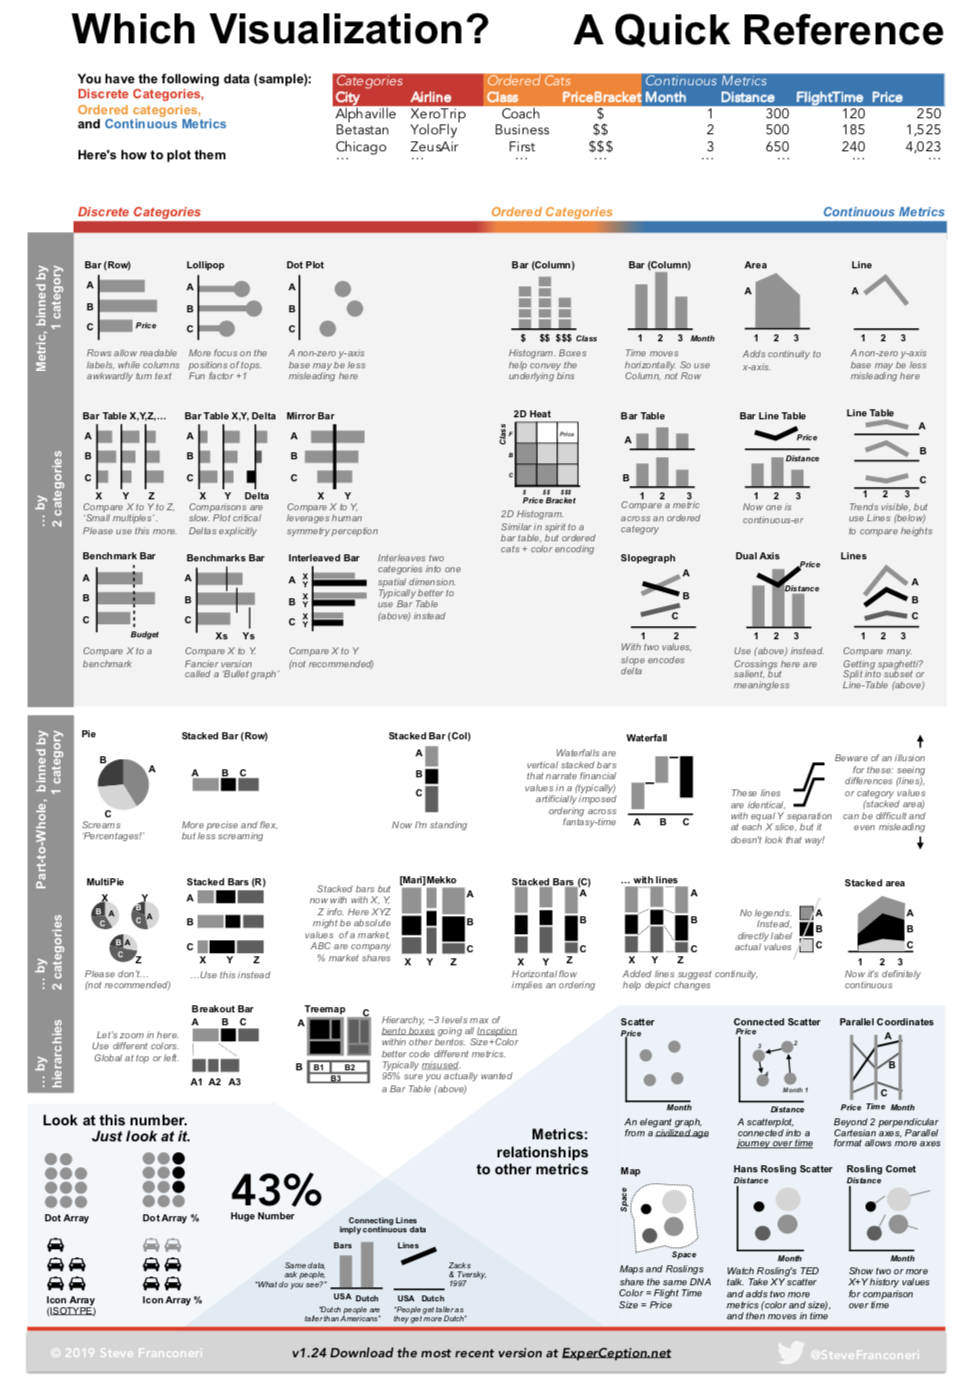 Which Visualization?
A Quick Reference
You have the following data (sample):
Discrete Categories,
Ordered categories,
and Continuous Metrics
Here's how to plot them
Categories Ordered Cats Continuous Metrics
City Airline Class PriceBracket Month Distance FlightTime Price
Alphaville XeroTrip Coach $ 1 300 120 250
Betastan YoloFly Business $$ 2 500 185 1,525
Chicago ZeusAir First $$$ 3 650 240 4,023
... ... ... ... ... ... ... ...
Discrete Categories
Ordered Categories
Continuous Metrics
Metric, binned by
1 category
Bar (Row)
A
B
C
Price
Rows allow readable
labels, while columns
awkwardly turn text
Lollipop
A
B
C
More focus on the
positions of tops.
Fun factor +1
Dot Plot
A
B
C
A non-zero y-axis
base may be less
misleading here
Bar (Column)
$ $$ $$$ Class
Histogram. Boxes
help convey the
underlying bins
Bar (Column)
1 2 3 Month
Time moves
horizontally. So use
Column, not Row
Area
A
1 2 3
Adds continuity to
x-axis.
Line
A
1 2 3
A non-zero y-axis
base may be less
misleading here
... by
2 categories
Bar Table X,Y,Z,...
A
B
C
X Y Z
Compare X to Y to Z,
'Small multiples'.
Please use this more.
Bar Table X,Y, Delta
A
B
C
X Y Delta
Comparisons are
slow. Plot critical
Deltas explicitly
Mirror Bar
A
B
C
X Y
Compare X to Y,
leverages human
symmetry perception
2D Heat
Class
F
B
C
Price
$ $$ $$$
Price Bracket
2D Histogram.
Similar in spirit to a
bar table, but ordered
cats + color encoding
Bar Table
A
B
1 2 3
Compare a metric
across an ordered
category
Bar Line Table
Price
Distance
1 2 3
Now one is
continuous-er
Line Table
A
B
C
1 2 3
Trends visible, but
use Lines (below)
to compare heights
Benchmark Bar
A
B
C
Budget
Compare X to a
benchmark
Benchmarks Bar
A
B
C
Xs Ys
Compare X to Y.
Fancier version
called a 'Bullet graph'
Interleaved Bar
A X
Y
B X
Y
C X
Y
Compare X to Y
(not recommended)
Interleaves two
categories into one
spatial dimension.
Typically better to
use Bar Table
(above) instead
Slopegraph
A
B
C
1 2
With two values,
slope encodes
delta
Dual Axis
Price
Distance
1 2 3
Use (above) instead.
Crossings here are
salient, but
meaningless
Lines
A
B
C
1 2 3
Compare many.
Getting spaghetti?
Split into subset or
Line-Table (above)
Part-to-Whole, binned by
1 category
Pie
B
A
C
Screams
'Percentages!'
Stacked Bar (Row)
A B C
More precise and flex,
but less screaming
Stacked Bar (Col)
A
B
C
Now I'm standing
Waterfalls are
vertical stacked bars
that narrate financial
values in a (typically)
artificially imposed
ordering across
fantasy-time
Waterfall
A B C
These lines
are identical,
with equal Y separation
at each X slice, but it
doesn't look that way!
Beware of an illusion
for these: seeing
differences (lines),
or category values
(stacked area)
can be difficult and
even misleading
... by
2 categories
MultiPie
X Y
B A C
B A C
B A C
Z
Please don't...
(not recommended)
Stacked Bars (R)
A
B
C
...Use this instead
Stacked bars but
now with with X, Y,
Z info. Here XYZ
might be absolute
values of a market,
ABC are company
% market shares
[Mari]Mekko
A
B
C
X Y Z
Stacked Bars (C)
A
B
C
X Y Z
Horizontal flow
implies an ordering
... with lines
A
B
C
X Y Z
Added lines suggest continuity,
help depict changes
No legends.
Instead,
directly label
actual values
A
B
C
Stacked area
A
B
C
1 2 3
Now it's definitely
continuous
... by
hierarchies
Let's zoom in here.
Use different colors.
Global at top or left.
Breakout Bar
A B C
A1 A2 A3
Treemap
A
C
B
B1 B2
B3
Hierarchy, ~3 levels max of
bento boxes going all Inception
within other bentos. Size+Color
better code different metrics.
Typically misused.
95% sure you actually wanted
a Bar Table (above)
Look at this number.
Just look at it.
Dot Array
Dot Array %
43%
Huge Number
Icon Array
(ISOTYPE)
Icon Array %
Connecting Lines
imply continuous data
Same data,
ask people,
"What do you see?"
Bars
USA Dutch
"Dutch people are
taller than Americans"
Lines
USA Dutch
"People get taller as
they get more Dutch"
Zacks
& Tversky,
1997
Metrics:
relationships
to other metrics
Scatter
Price
Month
An elegant graph,
from a civilized age
Connected Scatter
Price
3
2
4
Month 1
Distance
A scatterplot,
connected into a
journey over time
Parallel Coordinates
A
B
C
Price Time Month
Beyond 2 perpendicular
Cartesian axes, Parallel
format allows more axes
Map
Space
Space
Maps and Roslings
share the same DNA
Color = Flight Time
Size = Price
Hans Rosling Scatter
Distance
Month
Watch Rosling's TED
talk. Take XY scatter
and adds two more
metrics (color and size),
and then moves in time
Rosling Comet
Distance
Month
Show two or more
X+Y history values
for comparison
over time
© 2019 Steve Franconeri
v1.24 Download the most recent version at ExperCeption.net
@SteveFranconeri